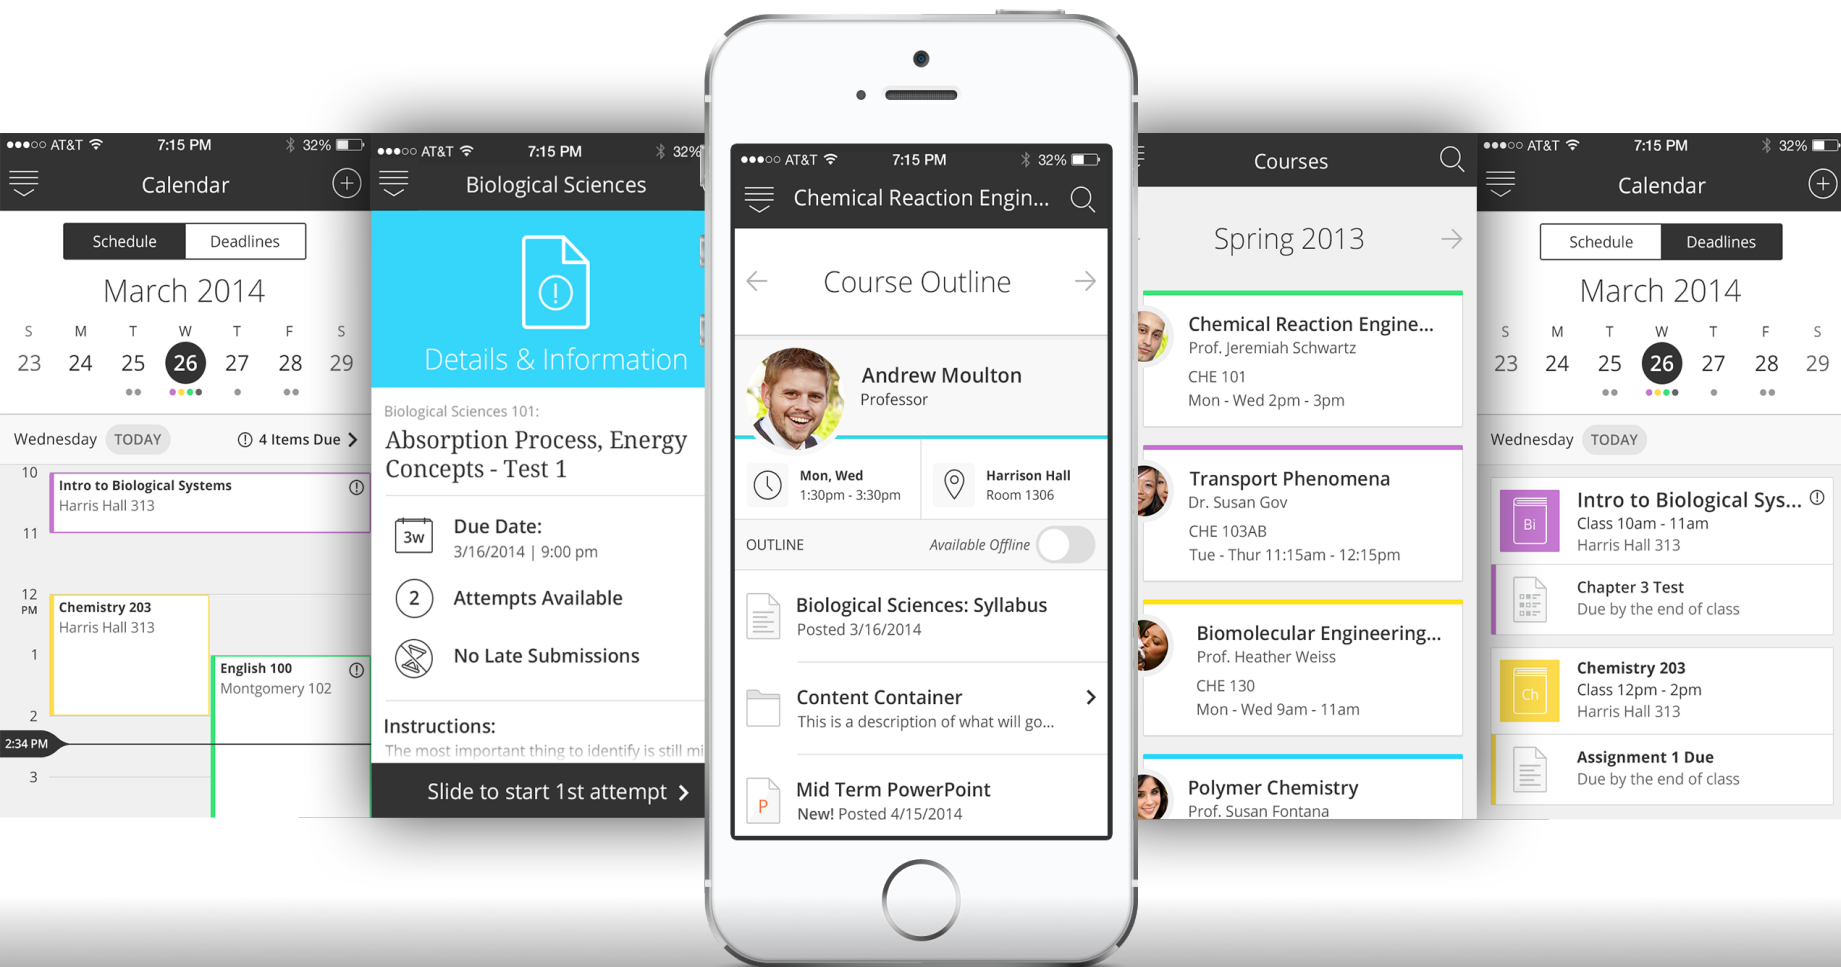 AT&T 7:15 PM 32%
Calendar
Schedule Deadlines
March 2014
S M T W T F S
23 24 25 26 27 28 29
Wednesday TODAY 4 Items Due
10
Intro to Biological Systems
Harris Hall 313
11
12
PM
Chemistry 203
Harris Hall 313
1
English 100
Montgomery 102
2
2:34 PM
3
AT&T 7:15 PM 32%
Biological Sciences
Details & Information
Biological Sciences 101:
Absorption Process, Energy
Concepts - Test 1
3w
Due Date:
3/16/2014 | 9:00 pm
2
Attempts Available
No Late Submissions
Instructions:
The most important thing to identify is still mi
Slide to start 1st attempt
AT&T 7:15 PM 32%
Chemical Reaction Engin...
Course Outline
Andrew Moulton
Professor
Mon, Wed
1:30pm - 3:30pm
Harrison Hall
Room 1306
OUTLINE Available Offline
Biological Sciences: Syllabus
Posted 3/16/2014
Content Container
This is a description of what will go...
P
Mid Term PowerPoint
New! Posted 4/15/2014
Courses
Spring 2013
Chemical Reaction Enginee...
Prof. Jeremiah Schwartz
CHE 101
Mon - Wed 2pm - 3pm
Transport Phenomena
Dr. Susan Gov
CHE 103AB
Tue - Thur 11:15am - 12:15pm
Biomolecular Engineering...
Prof. Heather Weiss
CHE 130
Mon - Wed 9am - 11am
Polymer Chemistry
Prof. Susan Fontana
AT&T 7:15 PM 32%
Calendar
Schedule Deadlines
March 2014
S M T W T F S
23 24 25 26 27 28 29
Wednesday TODAY
Bi
Intro to Biological Sys...
Class 10am - 11am
Harris Hall 313
Chapter 3 Test
Due by the end of class
Ch
Chemistry 203
Class 12pm - 2pm
Harris Hall 313
Assignment 1 Due
Due by the end of class